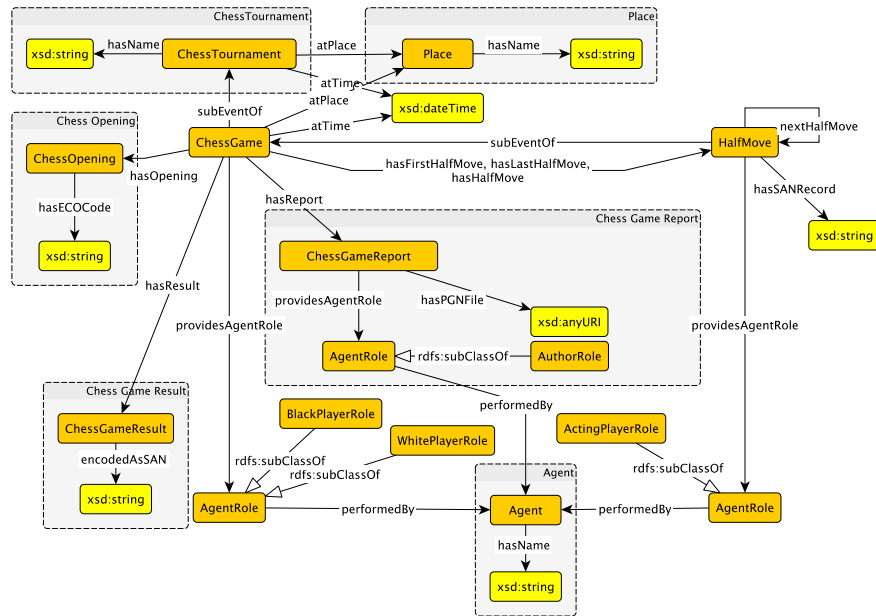 ChessTournament
Place
xsd:string
hasName
ChessTournament
atPlace
Place
hasName
xsd:string
atTime
atPlace
xsd:dateTime
subEventOf
atTime
Chess Opening
ChessOpening
hasOpening
hasECOCode
xsd:string
ChessGame
subEventOf
HalfMove
nextHalfMove
hasFirstHalfMove, hasLastHalfMove,
hasHalfMove
hasSANRecord
xsd:string
hasReport
Chess Game Report
ChessGameReport
hasResult
providesAgentRole
hasPGNFile
xsd:anyURI
providesAgentRole
providesAgentRole
AgentRole
rdfs:subClassOf
AuthorRole
Chess Game Result
ChessGameResult
encodedAsSAN
xsd:string
performedBy
BlackPlayerRole
WhitePlayerRole
ActingPlayerRole
rdfs:subClassOf
rdfs:subClassOf
rdfs:subClassOf
Agent
AgentRole
performedBy
Agent
performedBy
AgentRole
hasName
xsd:string